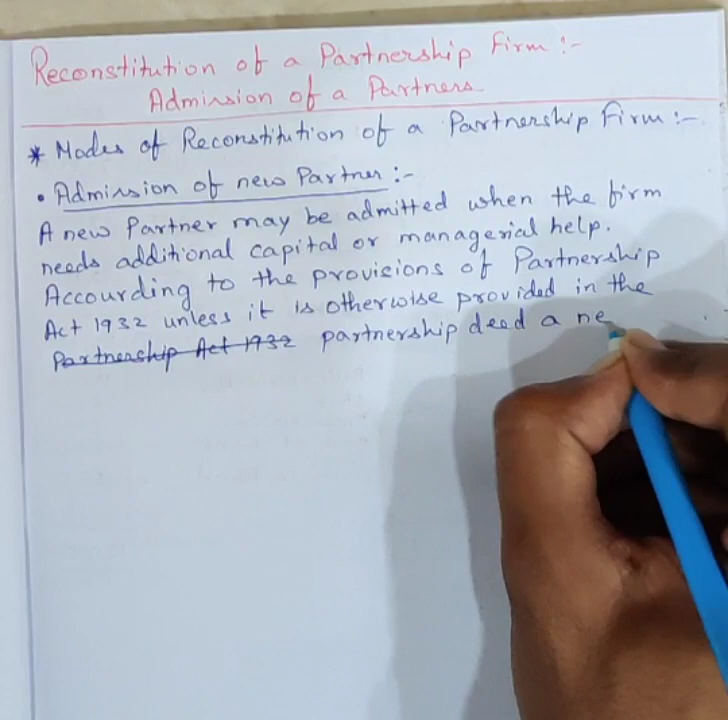 Reconstitution of a Partnership Firm :-
Admission of a Partners
* Modes of Reconstitution of a Partnership Firm :-
• Admission of new Partner :-
A new Partner may be admitted when the firm
needs additional capital or managerial help.
Accourding to the provisions of Partnership
Act 1932 unless it is otherwise provided in the
Partnership Act 1932 partnership deed a ne